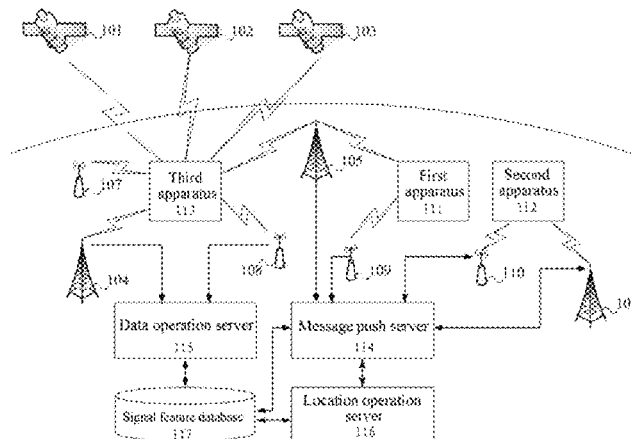 101
102
103
107
Third
apparatus
113
105
First
apparatus
111
Second
apparatus
112
104
108
109
110
10
Data operation server
115
Message push server
114
Signal feature database
117
Location operation
server
116